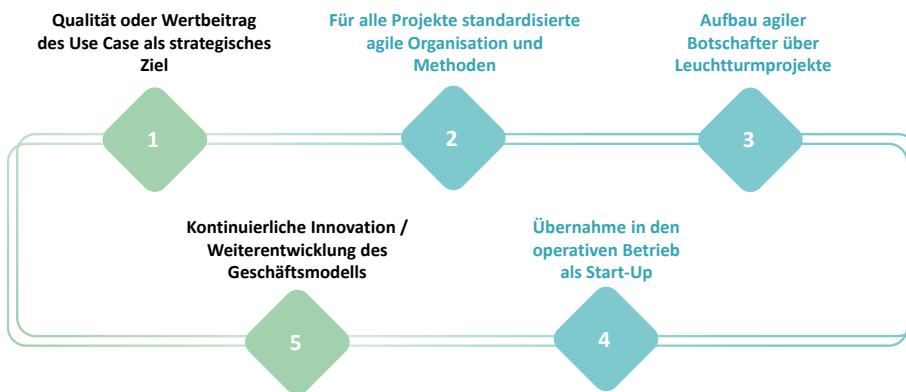 Qualität oder Wertbeitrag
des Use Case als strategisches
Ziel
Für alle Projekte standardisierte
agile Organisation und
Methoden
Aufbau agiler
Botschafter über
Leuchtturmprojekte
1
2
3
Kontinuierliche Innovation /
Weiterentwicklung des
Geschäftsmodells
Übernahme in den
operativen Betrieb
als Start-Up
5
4